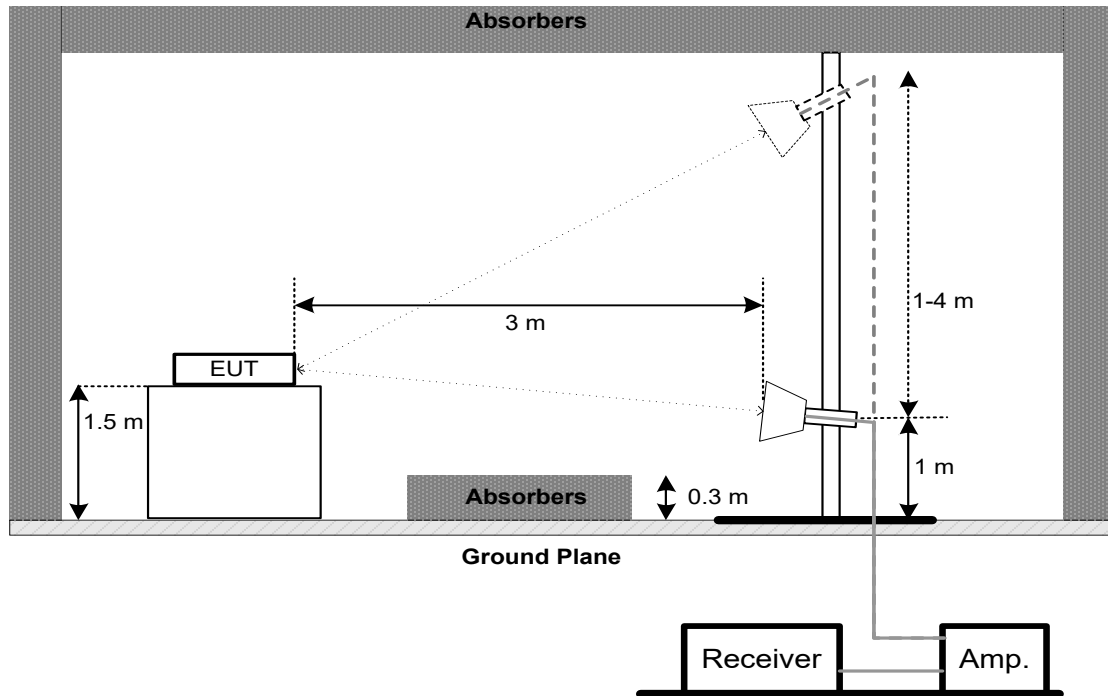 Absorbers
1-4 m
3 m
EUT
1.5 m
1 m
0.3 m
Absorbers
Ground Plane
Receiver
Amp.